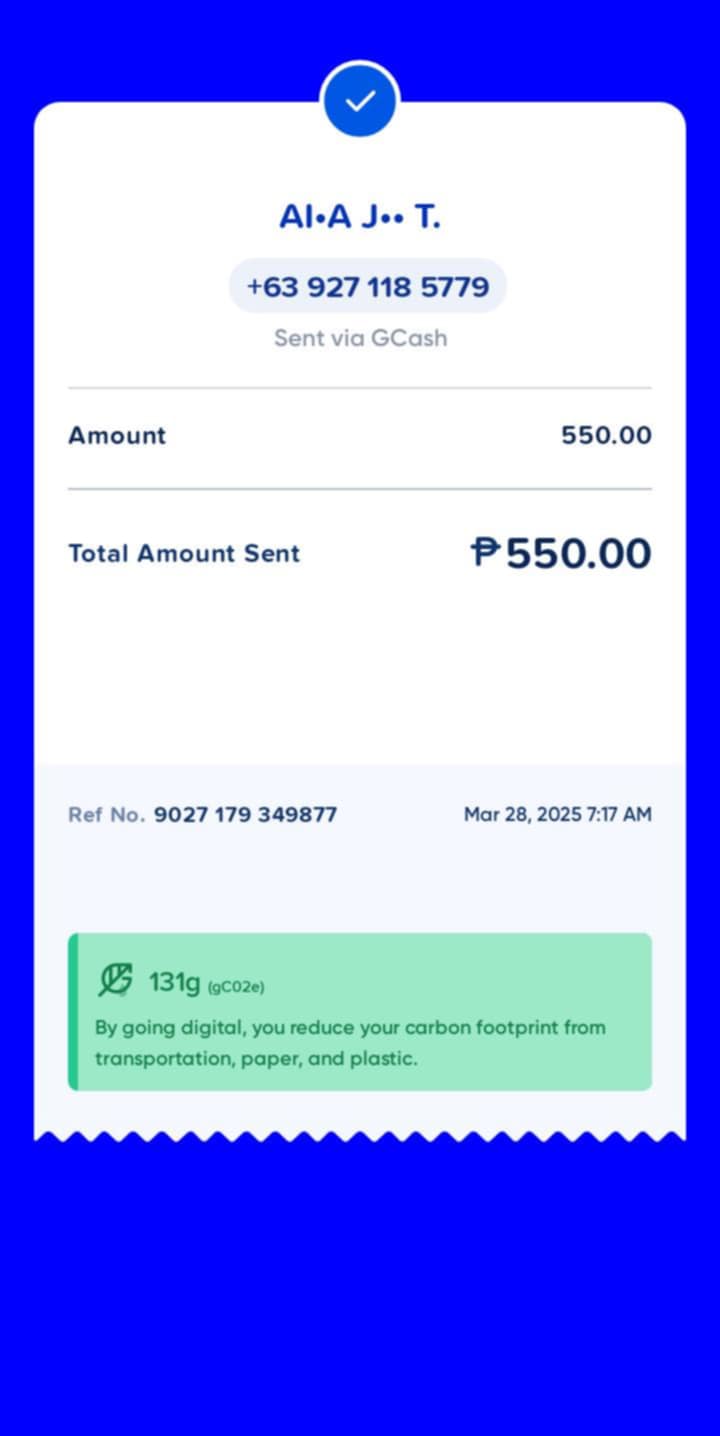 Al•A J•• T.
+63 927 118 5779
Sent via GCash
Amount 550.00
Total Amount Sent ₱550.00
Ref No. 9027 179 349877 Mar 28, 2025 7:17 AM
131g (gC02e)
By going digital, you reduce your carbon footprint from
transportation, paper, and plastic.